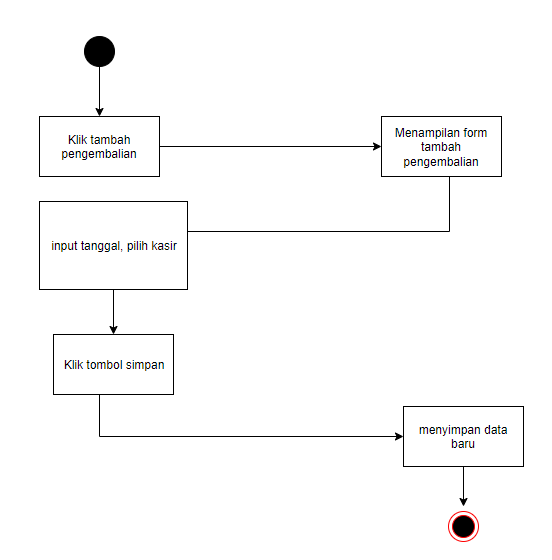 Klik tambah
pengembalian
Menampilan form
tambah
pengembalian
input tanggal, pilih kasir
Klik tombol simpan
menyimpan data
baru